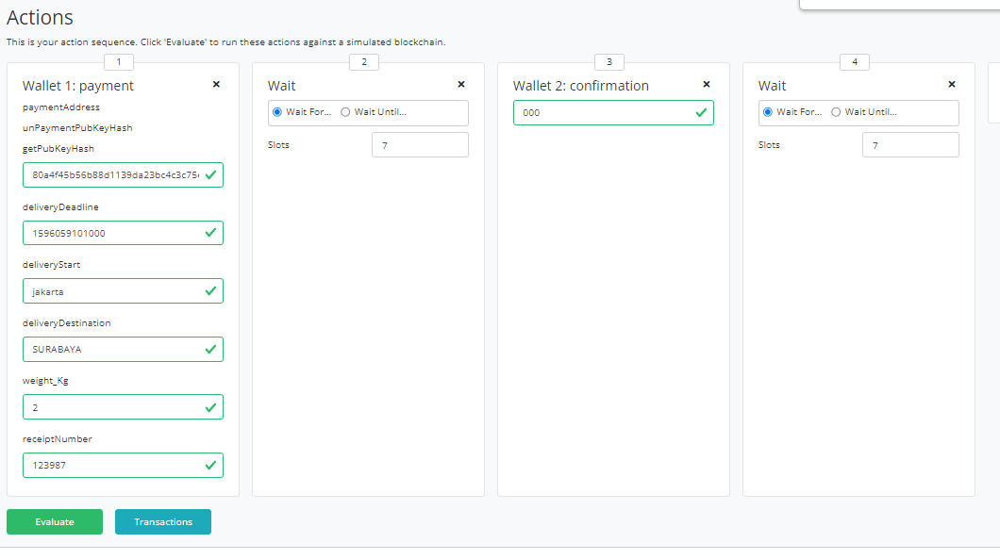 Actions
This is your action sequence. Click 'Evaluate' to run these actions against a simulated blockchain.
1
Wallet 1: payment
paymentAddress
unPaymentPubKeyHash
getPubKeyHash
80a4f45b56b88d1139da23bc4c3c75
deliveryDeadline
1596059101000
deliveryStart
jakarta
deliveryDestination
SURABAYA
weight_Kg
2
receiptNumber
123987
2
Wait
Wait For... Wait Until...
Slots 7
3
Wallet 2: confirmation
000
4
Wait
Wait For... Wait Until...
Slots 7
Evaluate Transactions